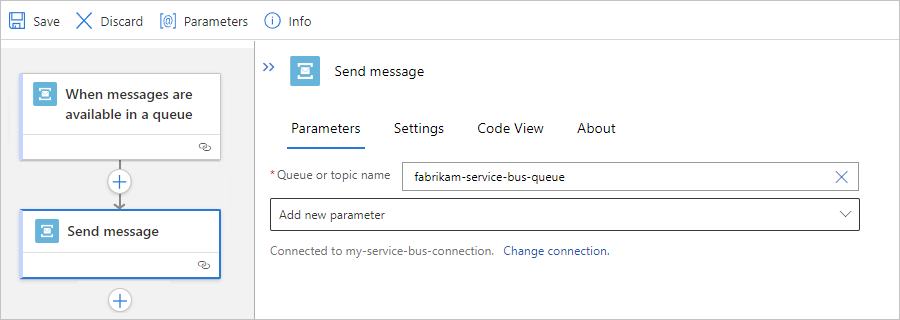 Save Discard [@] Parameters Info
When messages are
available in a queue
Send message
Send message
Parameters Settings Code View About
* Queue or topic name fabrikam-service-bus-queue
Add new parameter
Connected to my-service-bus-connection. Change connection.